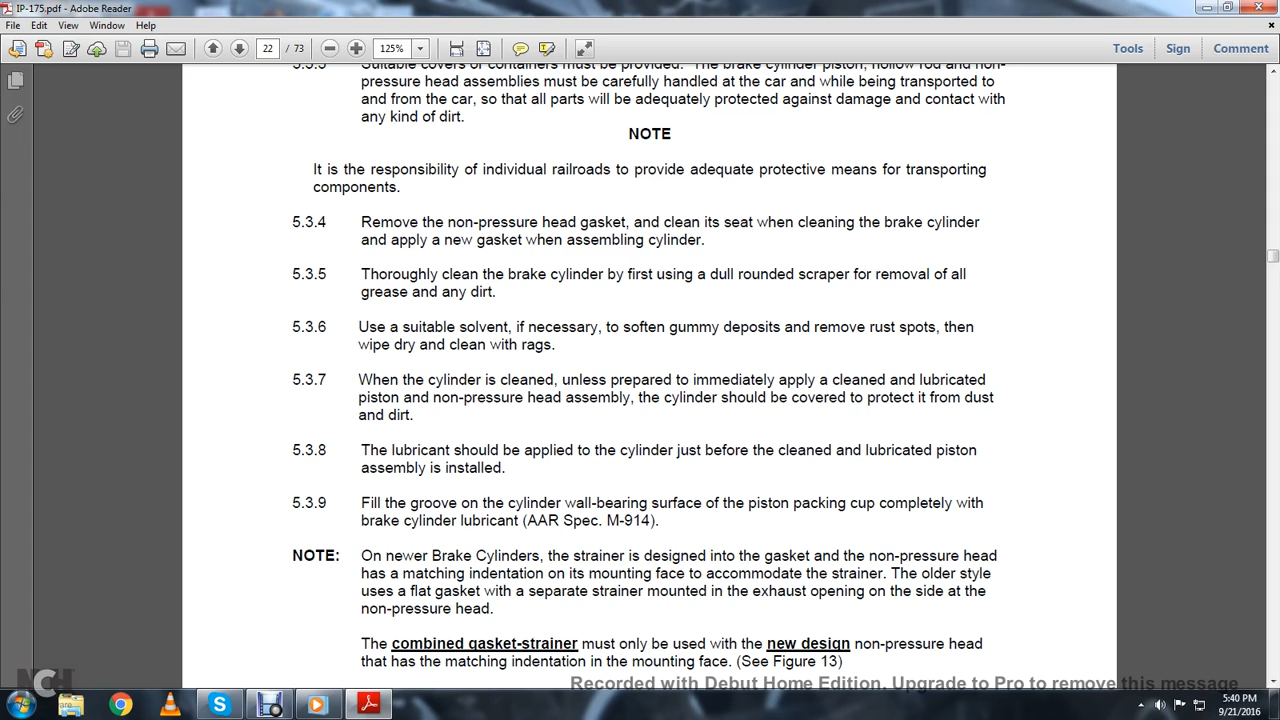 IP-175.pdf - Adobe Reader
File Edit View Window Help
22 / 73 125% Tools Sign Comment
5.3.3 Suitable covers or containers must be provided. The brake cylinder piston, hollow rod and non-
pressure head assemblies must be carefully handled at the car and while being transported to
and from the car, so that all parts will be adequately protected against damage and contact with
any kind of dirt.
NOTE
It is the responsibility of individual railroads to provide adequate protective means for transporting
components.
5.3.4 Remove the non-pressure head gasket, and clean its seat when cleaning the brake cylinder
and apply a new gasket when assembling cylinder.
5.3.5 Thoroughly clean the brake cylinder by first using a dull rounded scraper for removal of all
grease and any dirt.
5.3.6 Use a suitable solvent, if necessary, to soften gummy deposits and remove rust spots, then
wipe dry and clean with rags.
5.3.7 When the cylinder is cleaned, unless prepared to immediately apply a cleaned and lubricated
piston and non-pressure head assembly, the cylinder should be covered to protect it from dust
and dirt.
5.3.8 The lubricant should be applied to the cylinder just before the cleaned and lubricated piston
assembly is installed.
5.3.9 Fill the groove on the cylinder wall-bearing surface of the piston packing cup completely with
brake cylinder lubricant (AAR Spec. M-914).
NOTE: On newer Brake Cylinders, the strainer is designed into the gasket and the non-pressure head
has a matching indentation on its mounting face to accommodate the strainer. The older style
uses a flat gasket with a separate strainer mounted in the exhaust opening on the side at the
non-pressure head.
The combined gasket-strainer must only be used with the new design non-pressure head
that has the matching indentation in the mounting face. (See Figure 13)
NCH
Recorded with Debut Home Edition. Upgrade to Pro to remove this message
5:40 PM
9/21/2016